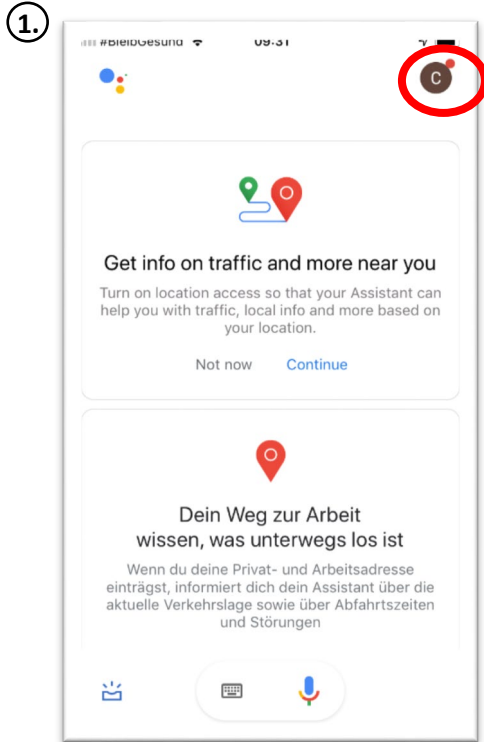 1.
#BleibGesund 09:31
C
Get info on traffic and more near you
Turn on location access so that your Assistant can
help you with traffic, local info and more based on
your location.
Not now Continue
Dein Weg zur Arbeit
wissen, was unterwegs los ist
Wenn du deine Privat- und Arbeitsadresse
einträgst, informiert dich dein Assistant über die
aktuelle Verkehrslage sowie über Abfahrtszeiten
und Störungen